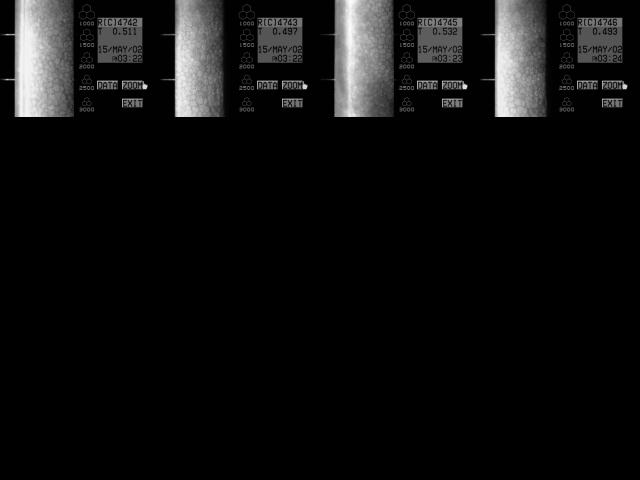 R(C)4742
T 0.511
15/MAY/02
PM03:22
1000
1500
2000
2500
3000
DATA ZOOM
EXIT
R(C)4743
T 0.497
15/MAY/02
PM03:22
1000
1500
2000
2500
3000
DATA ZOOM
EXIT
R(C)4745
T 0.532
15/MAY/02
PM03:23
1000
1500
2000
2500
3000
DATA ZOOM
EXIT
R(C)4746
T 0.493
15/MAY/02
PM03:24
1000
1500
2000
2500
3000
DATA ZOOM
EXIT